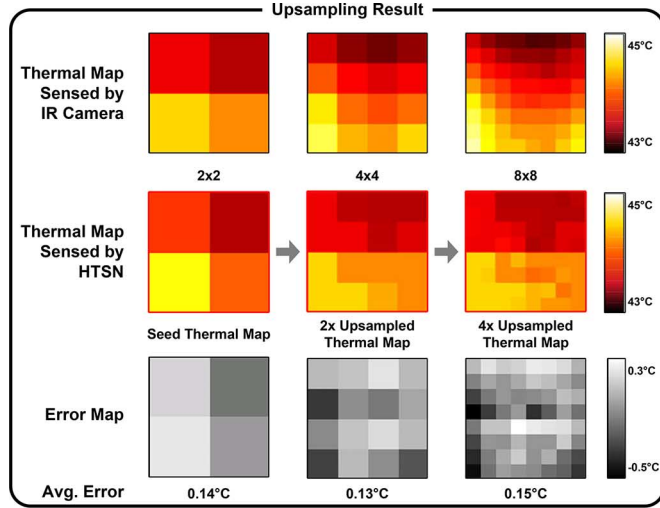 Upsampling Result
Thermal Map
Sensed by
IR Camera
45°C
43°C
2x2
4x4
8x8
Thermal Map
Sensed by
HTSN
45°C
43°C
Seed Thermal Map
2x Upsampled
Thermal Map
4x Upsampled
Thermal Map
Error Map
0.3°C
-0.5°C
Avg. Error
0.14°C
0.13°C
0.15°C